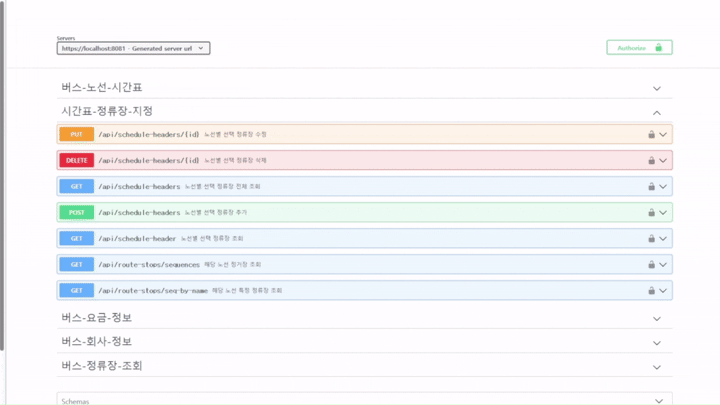 Servers
https://localhost:8081 - Generated server url
Authorize
버스-노선-시간표
시간표-정류장-지정
PUT /api/schedule-headers/{id} 노선별 선택 정류장 수정
DELETE /api/schedule-headers/{id} 노선별 선택 정류장 삭제
GET /api/schedule-headers 노선별 선택 정류장 전체 조회
POST /api/schedule-headers 노선별 선택 정류장 추가
GET /api/schedule-header 노선별 선택 정류장 조회
GET /api/route-stops/sequences 해당 노선 정기장 조회
GET /api/route-stops/seq-by-name 해당 노선 특정 정류장 조회
버스-요금-정보
버스-회사-정보
버스-정류장-조회
Schemas